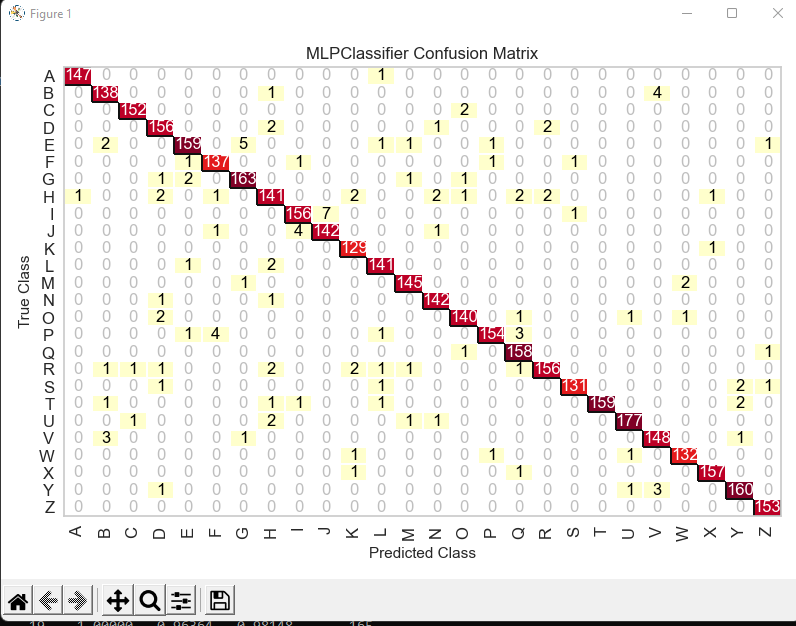 Figure 1
MLPClassifier Confusion Matrix
A 147 0 0 0 0 0 0 0 0 0 0 1 0 0 0 0 0 0 0 0 0 0 0 0 0 0
B 0 138 0 0 0 0 0 1 0 0 0 0 0 0 0 0 0 0 0 0 0 4 0 0 0 0
C 0 0 152 0 0 0 0 0 0 0 0 0 0 0 2 0 0 0 0 0 0 0 0 0 0 0
D 0 0 0 156 0 0 0 2 0 0 0 0 0 1 0 0 0 2 0 0 0 0 0 0 0 0
E 0 2 0 0 159 0 5 0 0 0 0 1 1 0 0 1 0 0 0 0 0 0 0 0 0 1
F 0 0 0 0 1 137 0 0 1 0 0 0 0 0 0 1 0 0 1 0 0 0 0 0 0 0
G 0 0 0 1 2 0 163 0 0 0 0 0 1 0 1 0 0 0 0 0 0 0 0 0 0 0
H 1 0 0 2 0 1 0 141 0 0 2 0 0 2 1 0 2 2 0 0 0 0 0 1 0 0
I 0 0 0 0 0 0 0 0 156 7 0 0 0 0 0 0 0 0 1 0 0 0 0 0 0 0
J 0 0 0 0 0 1 0 0 4 142 0 0 0 1 0 0 0 0 0 0 0 0 0 0 0 0
K 0 0 0 0 0 0 0 0 0 0 129 0 0 0 0 0 0 0 0 0 0 0 0 1 0 0
L 0 0 0 0 1 0 0 2 0 0 0 141 0 0 0 0 0 0 0 0 0 0 0 0 0 0
M 0 0 0 0 0 0 1 0 0 0 0 0 145 0 0 0 0 0 0 0 0 0 2 0 0 0
N 0 0 0 1 0 0 0 1 0 0 0 0 0 142 0 0 0 0 0 0 0 0 0 0 0 0
O 0 0 0 2 0 0 0 0 0 0 0 0 0 0 140 0 1 0 0 0 1 0 1 0 0 0
P 0 0 0 0 1 4 0 0 0 0 0 1 0 0 0 154 3 0 0 0 0 0 0 0 0 0
Q 0 0 0 0 0 0 0 0 0 0 0 0 0 0 1 0 158 0 0 0 0 0 0 0 0 1
R 0 1 1 1 0 0 0 2 0 0 2 1 1 0 0 0 1 156 0 0 0 0 0 0 0 0
S 0 0 0 1 0 0 0 0 0 0 0 1 0 0 0 0 0 0 131 0 0 0 0 0 2 1
T 0 1 0 0 0 0 0 1 1 0 0 1 0 0 0 0 0 0 0 159 0 0 0 0 2 0
U 0 0 1 0 0 0 0 2 0 0 0 0 1 1 0 0 0 0 0 0 177 0 0 0 0 0
V 0 3 0 0 0 0 1 0 0 0 0 0 0 0 0 0 0 0 0 0 0 148 0 0 1 0
W 0 0 0 0 0 0 0 0 0 0 1 0 0 0 0 1 0 0 0 0 1 0 132 0 0 0
X 0 0 0 0 0 0 0 0 0 0 1 0 0 0 0 0 1 0 0 0 0 0 0 157 0 0
Y 0 0 0 1 0 0 0 0 0 0 0 0 0 0 0 0 0 0 0 0 1 3 0 0 160 0
Z 0 0 0 0 0 0 0 0 0 0 0 0 0 0 0 0 0 0 0 0 0 0 0 0 0 153
True Class
A B C D E F G H I J K L M N O P Q R S T U V W X Y Z
Predicted Class